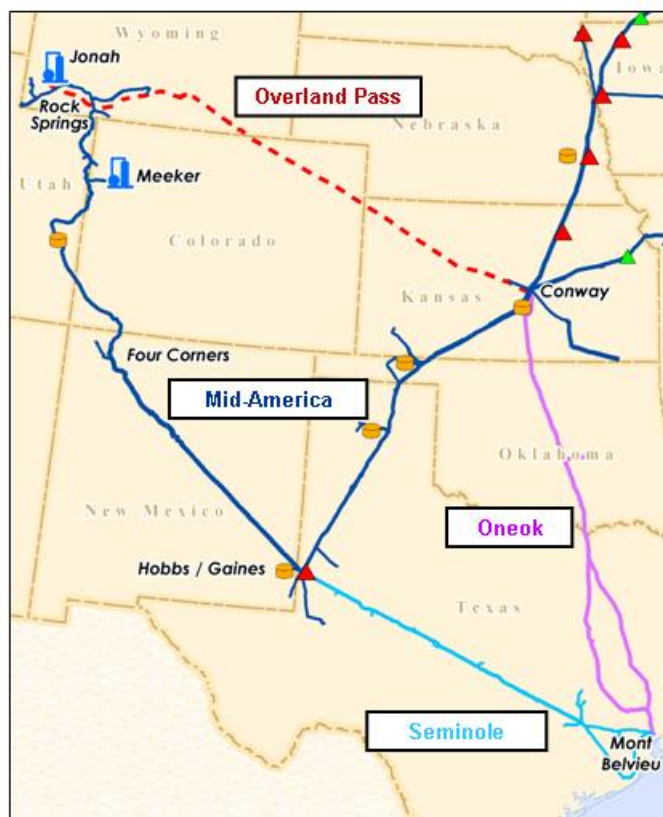 Wyoming
Jonah
Overland Pass
Iowa
Rock
Springs
Nebraska
Utah
Meeker
Colorado
Kansas
Conway
Four Corners
Mid-America
Oklahoma
New Mexico
Oneok
Hobbs / Gaines
Texas
Seminole
Mont
Belvieu